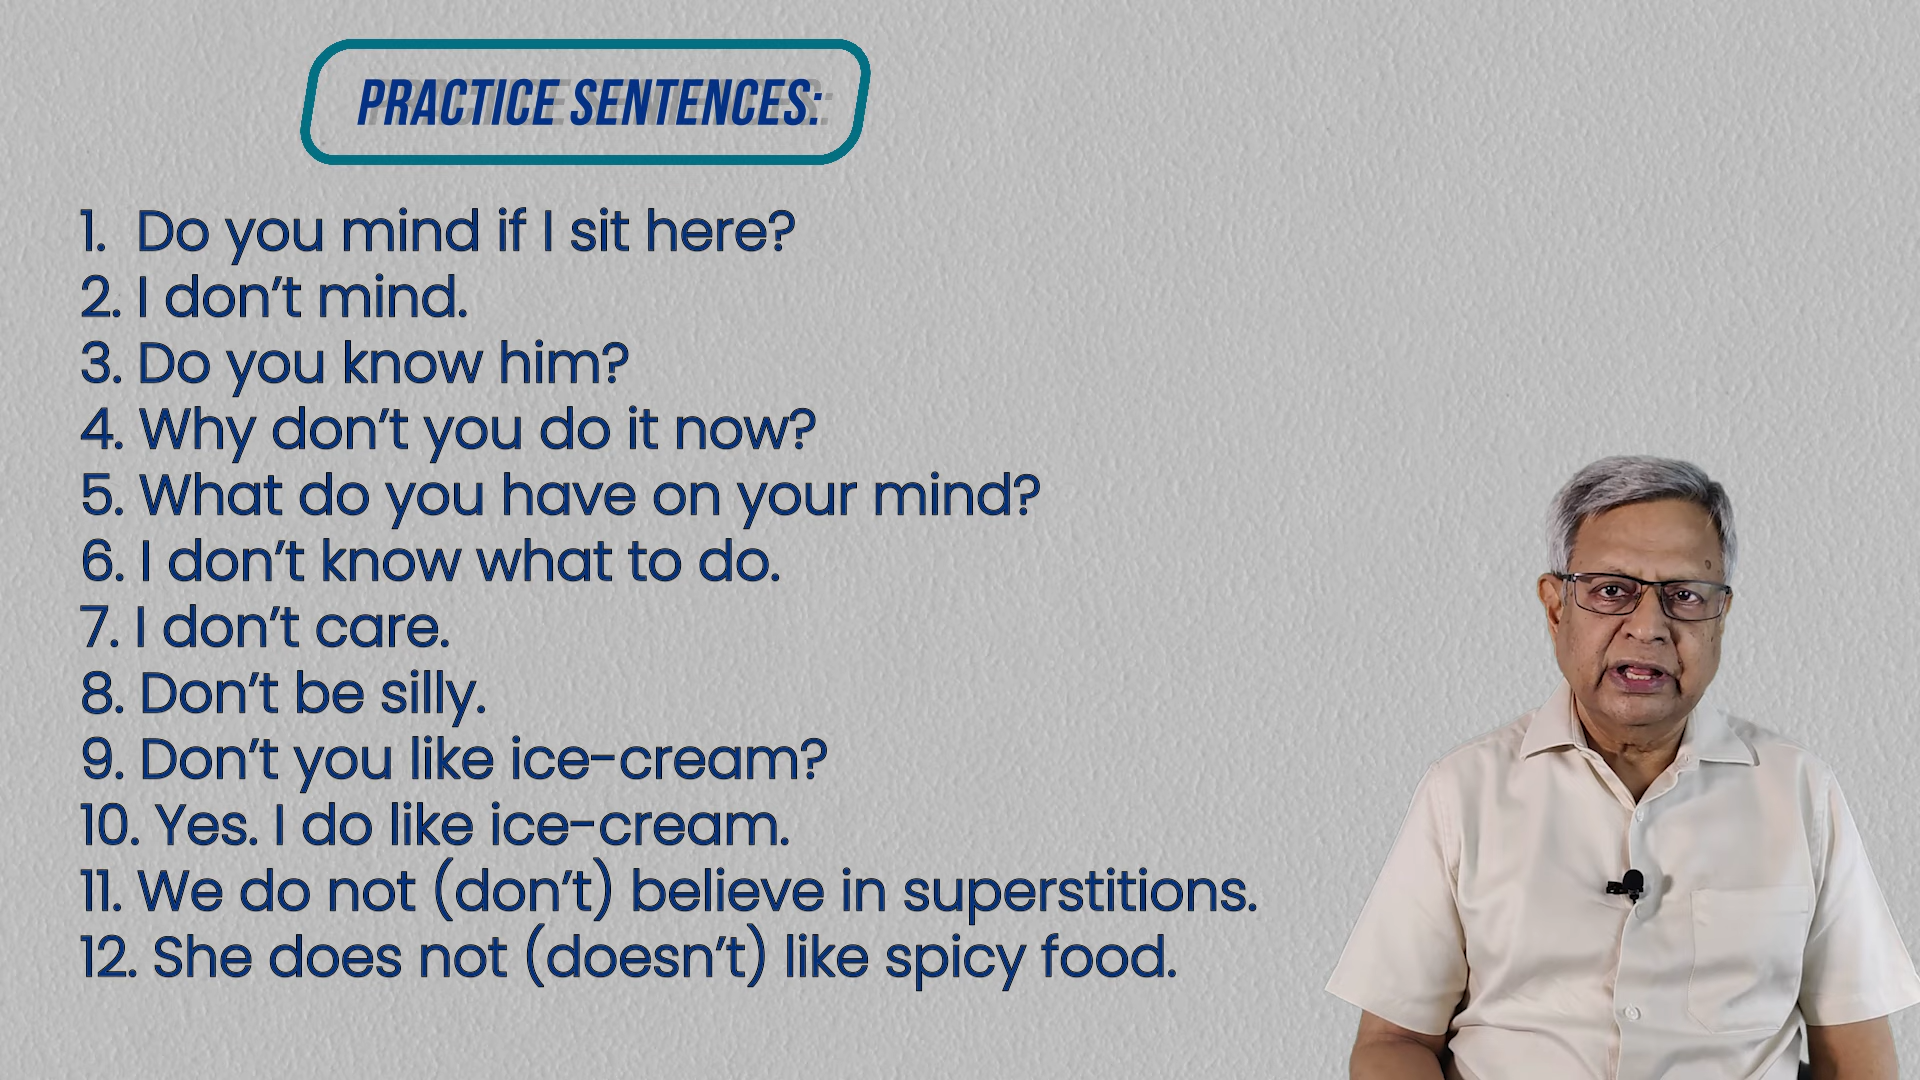 PRACTICE SENTENCES:
1. Do you mind if I sit here?
2. I don’t mind.
3. Do you know him?
4. Why don’t you do it now?
5. What do you have on your mind?
6. I don’t know what to do.
7. I don’t care.
8. Don’t be silly.
9. Don’t you like ice-cream?
10. Yes. I do like ice-cream.
11. We do not (don’t) believe in superstitions.
12. She does not (doesn’t) like spicy food.